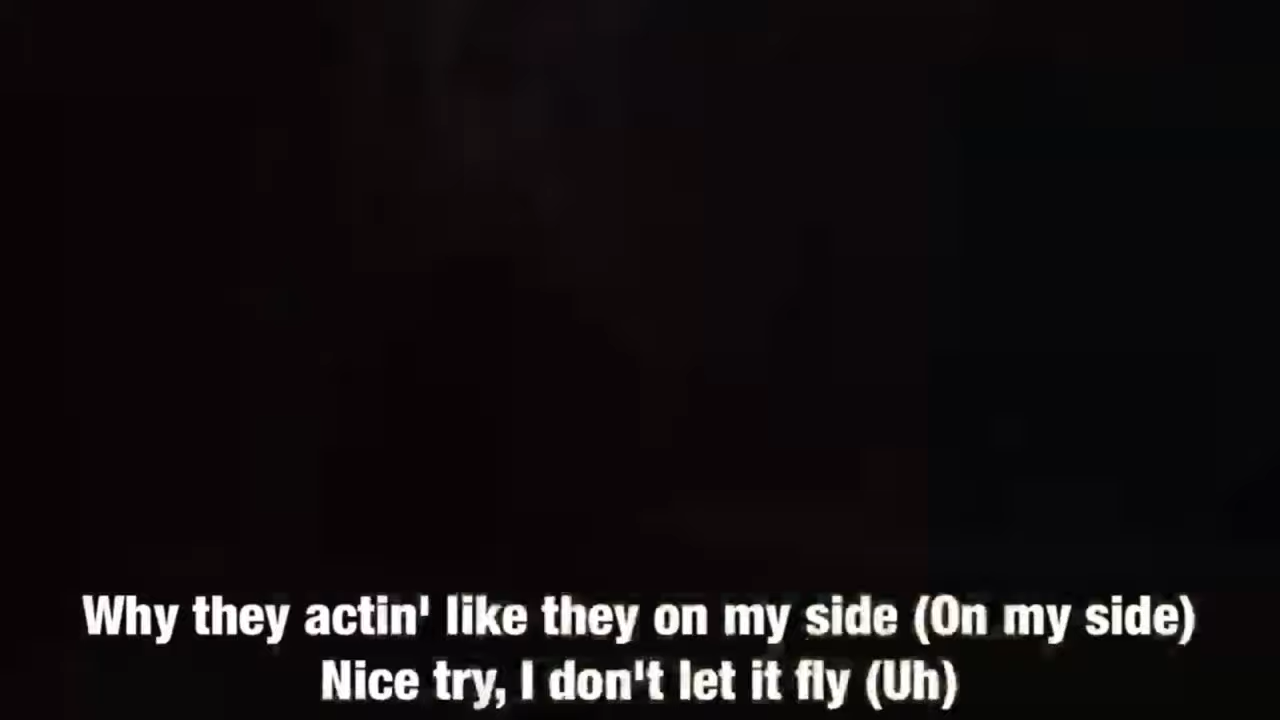 Why they actin' like they on my side (On my side)
Nice try, I don't let it fly (Uh)